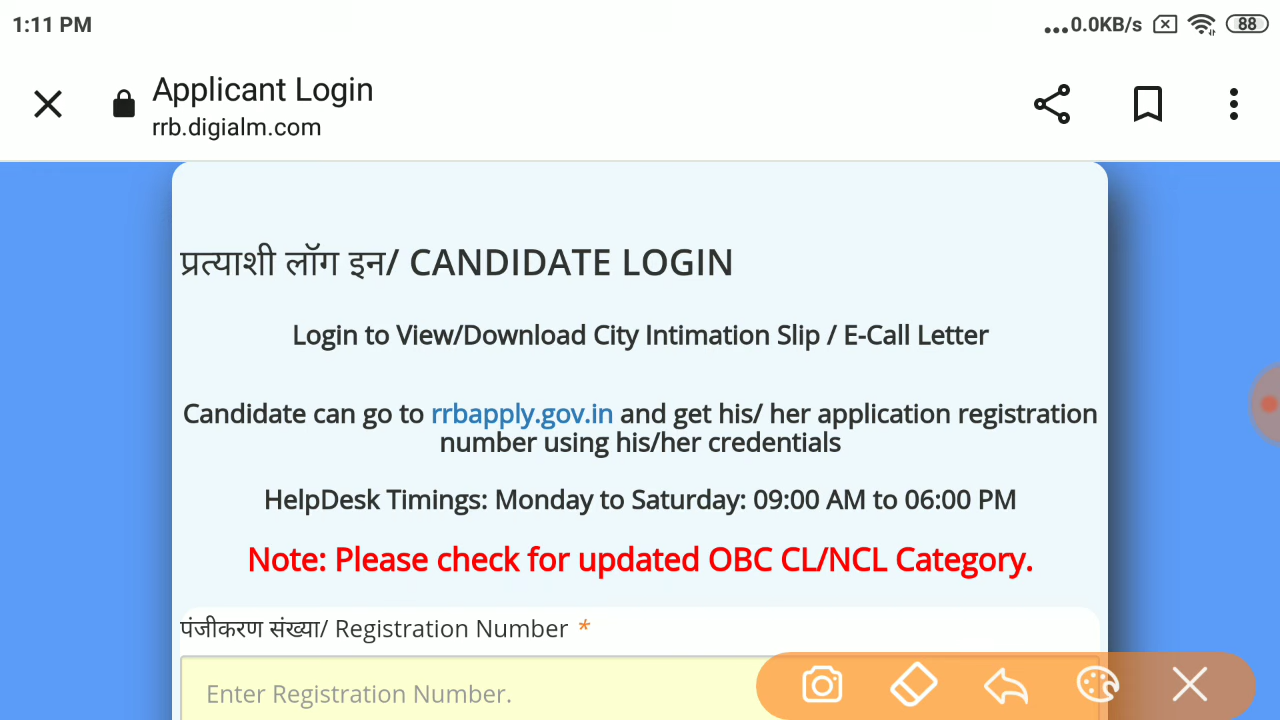 1:11 PM
...0.0KB/s 88
Applicant Login
rrb.digialm.com
प्रत्याशी लॉग इन/ CANDIDATE LOGIN
Login to View/Download City Intimation Slip / E-Call Letter
Candidate can go to rrbapply.gov.in and get his/ her application registration
number using his/her credentials
HelpDesk Timings: Monday to Saturday: 09:00 AM to 06:00 PM
Note: Please check for updated OBC CL/NCL Category.
पंजीकरण संख्या/ Registration Number *
Enter Registration Number.